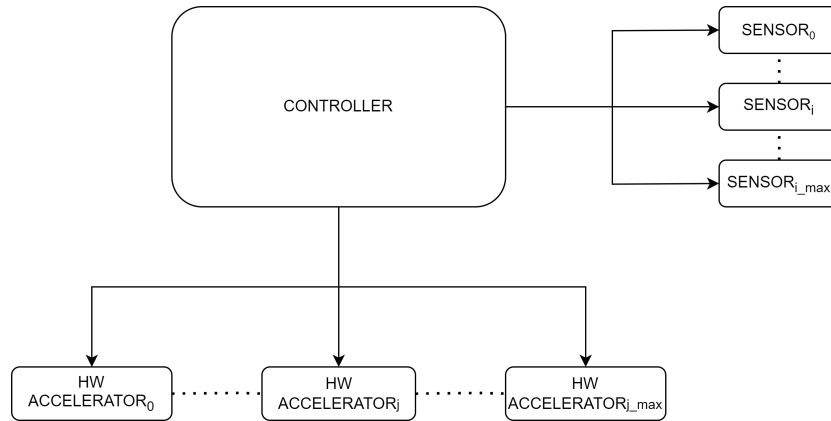 SENSOR₀
CONTROLLER
SENSORᵢ
SENSORi_max
HW
ACCELERATOR₀
HW
ACCELERATORj
HW
ACCELERATORj_max